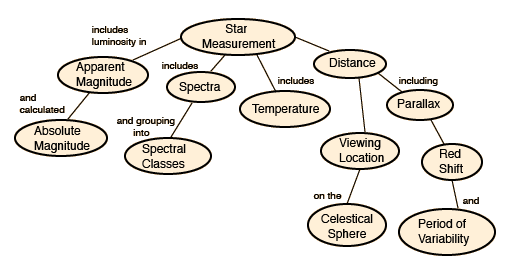 includes
luminosity in
Star
Measurement
Apparent
Magnitude
includes
Spectra
includes
Temperature
Distance
including
Parallax
and
calculated
Absolute
Magnitude
and grouping
into
Spectral
Classes
Viewing
Location
Red
Shift
on the
Celestical
Sphere
and
Period of
Variability